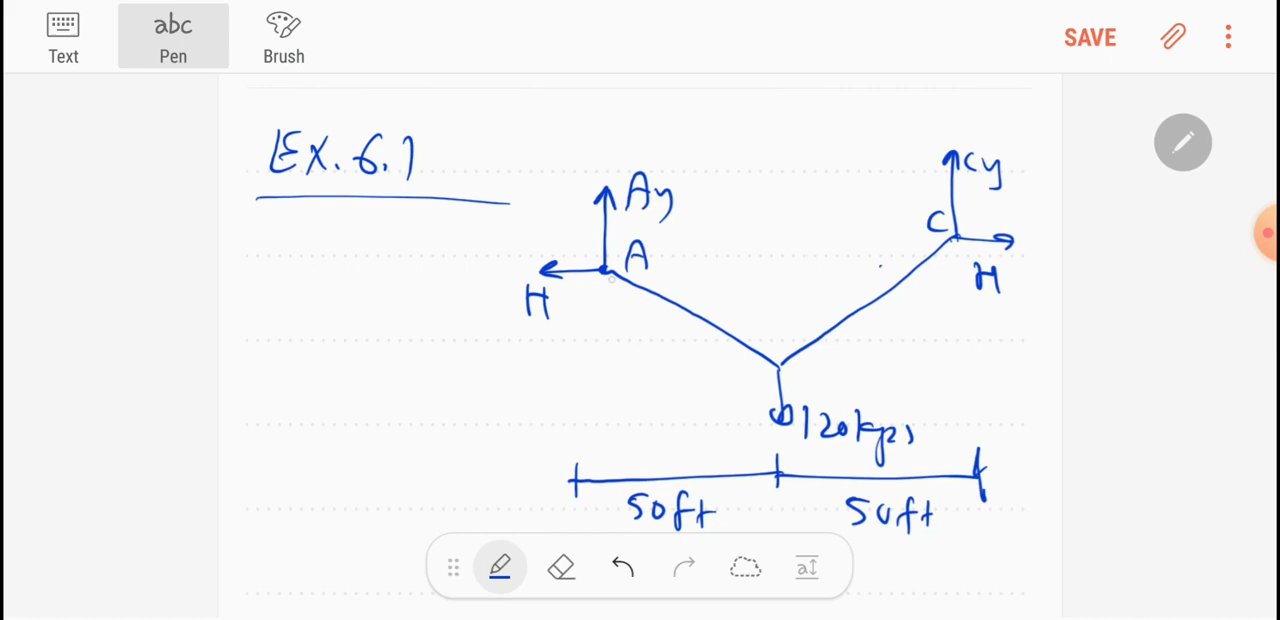 Text
abc
Pen
Brush
SAVE
Ex. 6.1
Ay
A
H
Cy
C
H
120kps
50ft
50ft
a